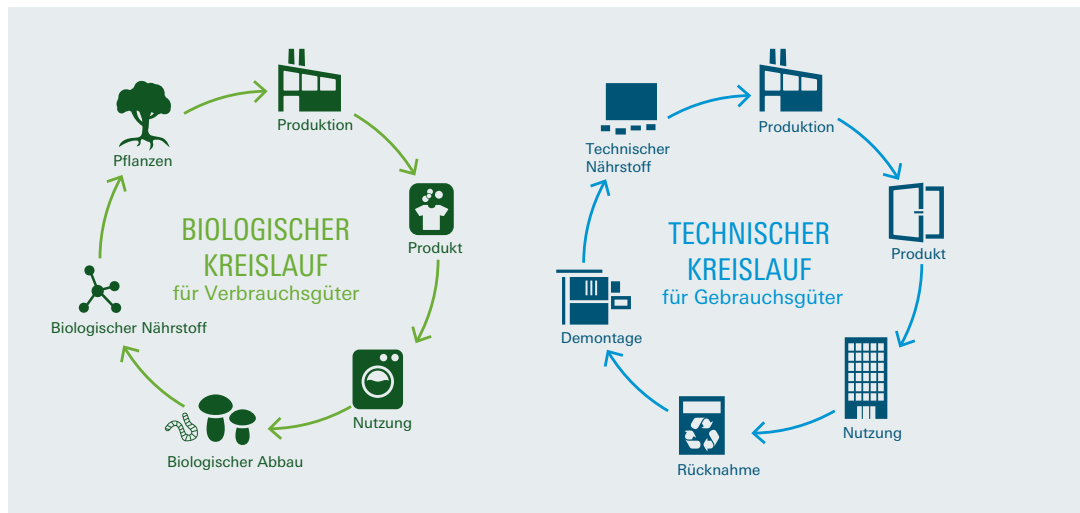 BIOLOGISCHER
KREISLAUF
für Verbrauchsgüter
Produktion
Produkt
Nutzung
Biologischer Abbau
Biologischer Nährstoff
Pflanzen
TECHNISCHER
KREISLAUF
für Gebrauchsgüter
Produktion
Produkt
Nutzung
Rücknahme
Demontage
Technischer
Nährstoff